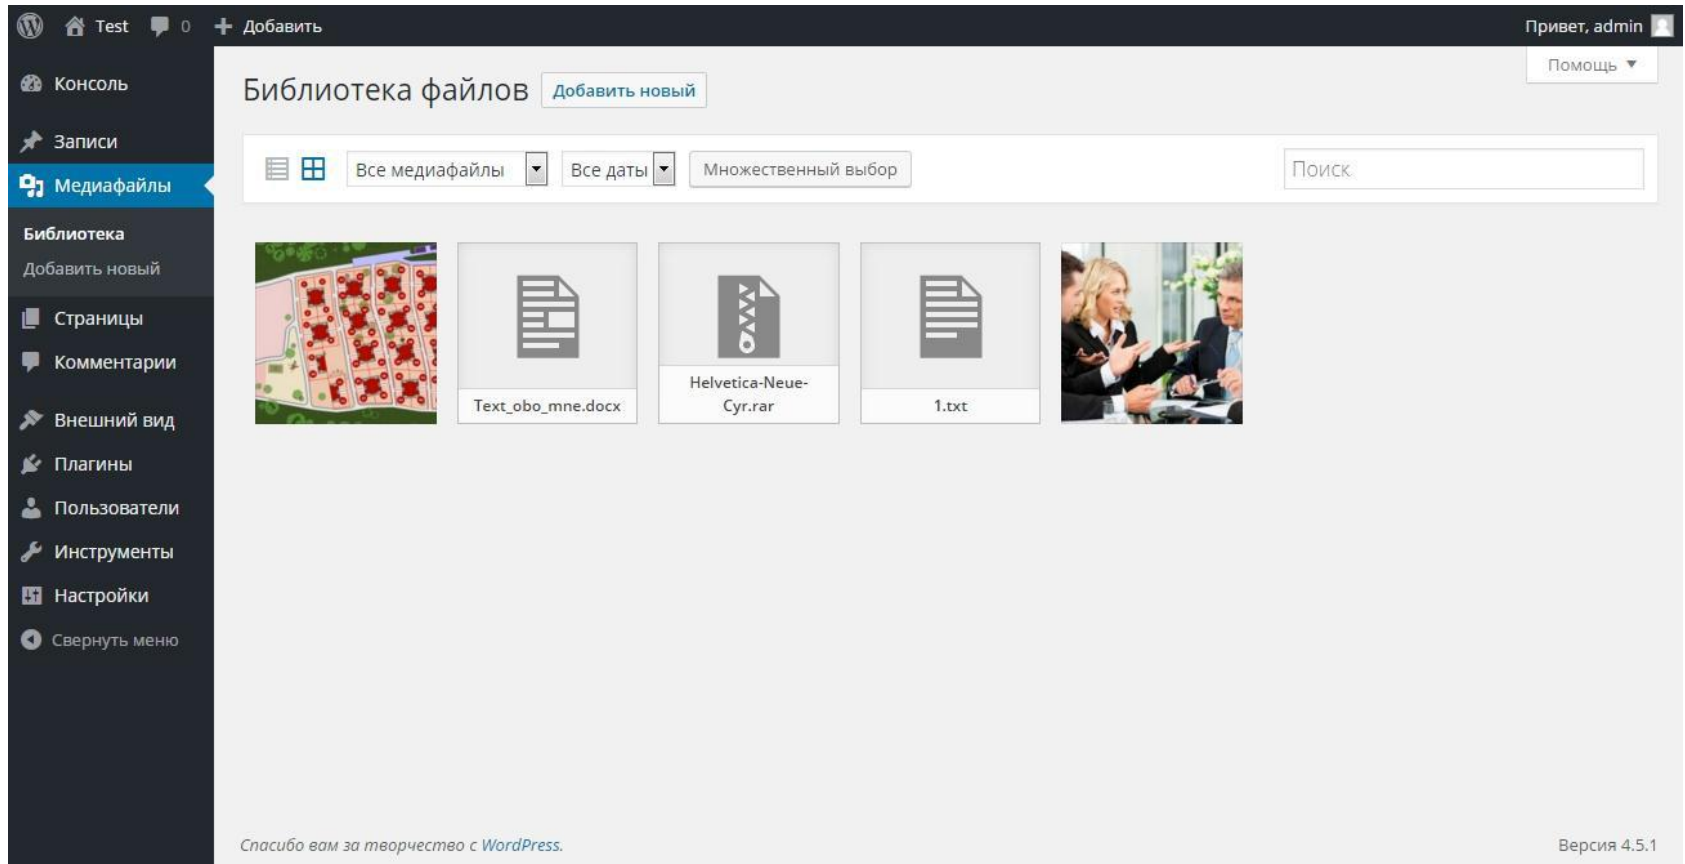 Test 0 Добавить Привет, admin
Помощь
Консоль
Записи
Медиафайлы
Библиотека
Добавить новый
Страницы
Комментарии
Внешний вид
Плагины
Пользователи
Инструменты
Настройки
Свернуть меню
Библиотека файлов Добавить новый
Все медиафайлы Все даты Множественный выбор Поиск
Text_obo_mne.docx
Helvetica-Neue-
Cyr.rar
1.txt
Спасибо вам за творчество с WordPress. Версия 4.5.1